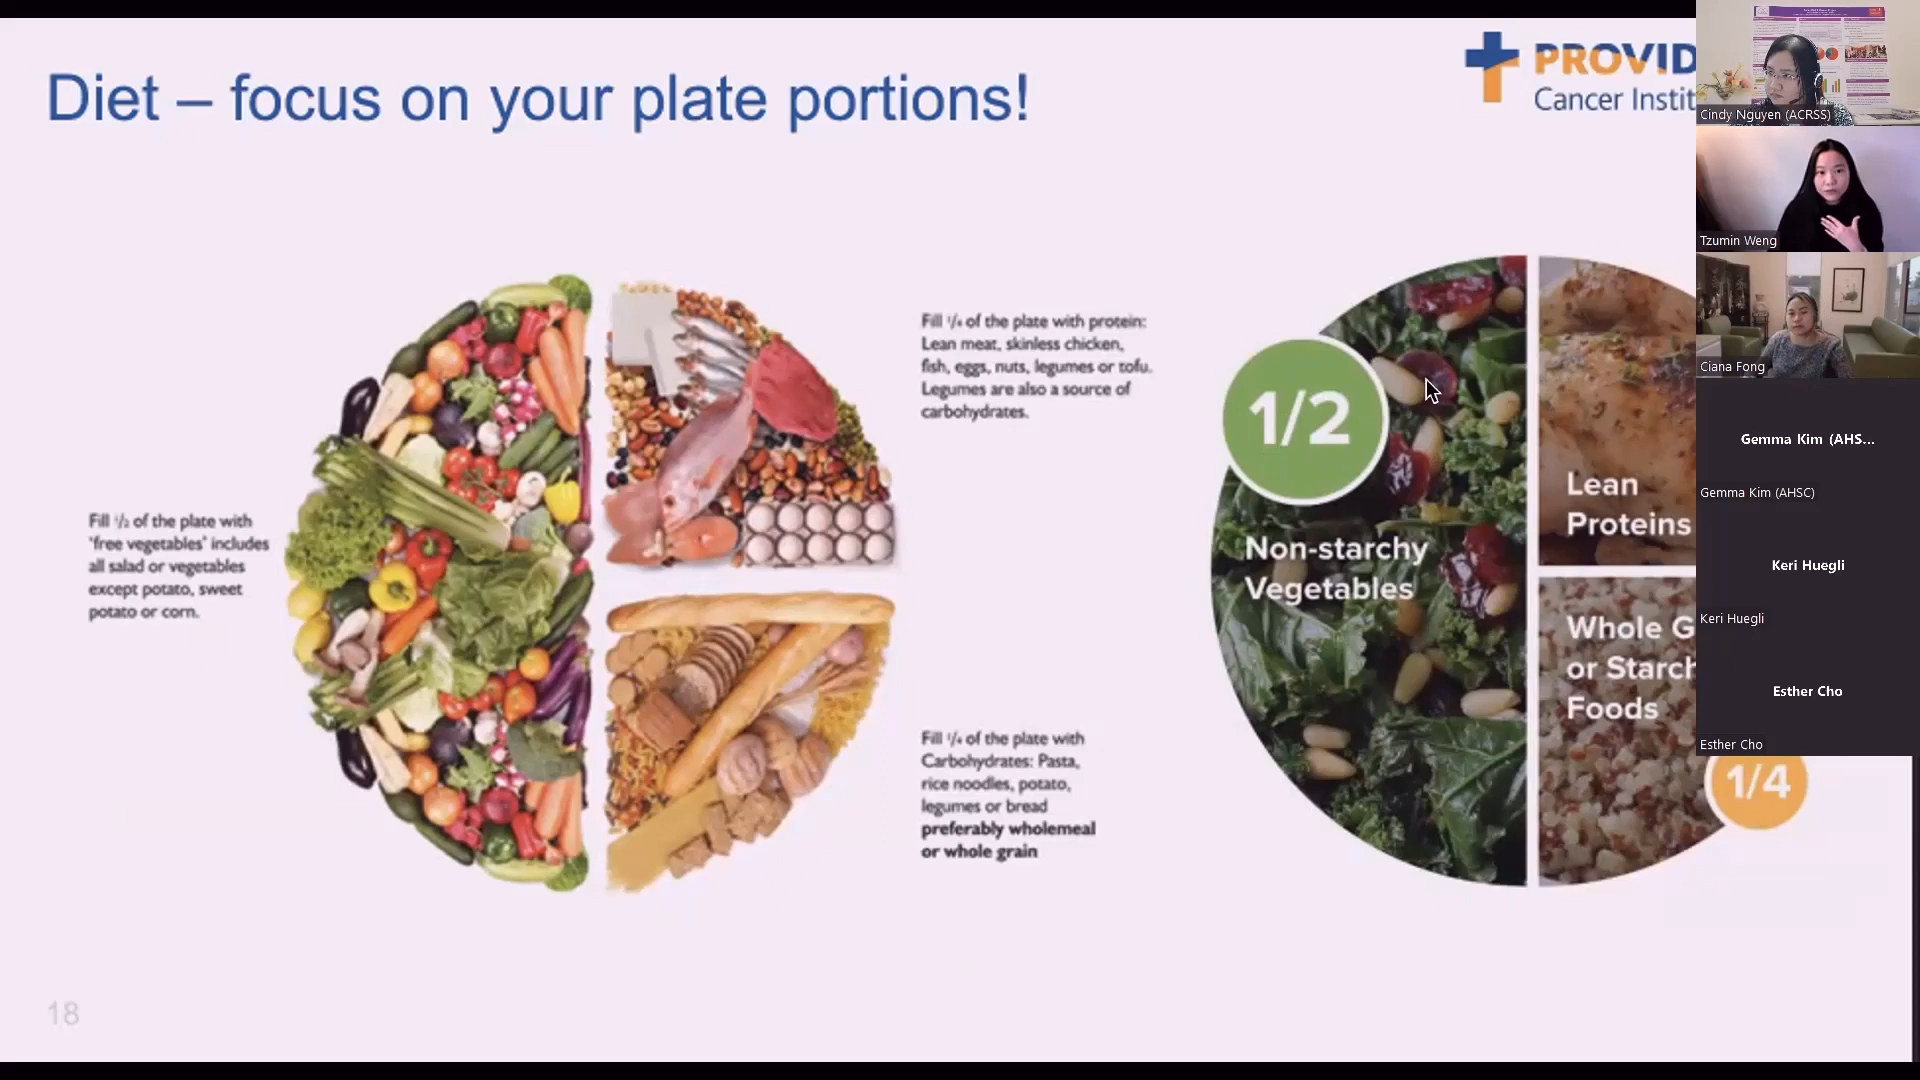 Diet – focus on your plate portions!
PROVID
Cancer Instit
Fill 1/2 of the plate with
'free vegetables' includes
all salad or vegetables
except potato, sweet
potato or corn.
Fill 1/4 of the plate with protein:
Lean meat, skinless chicken,
fish, eggs, nuts, legumes or tofu.
Legumes are also a source of
carbohydrates.
Fill 1/4 of the plate with
Carbohydrates: Pasta,
rice noodles, potato,
legumes or bread
preferably wholemeal
or whole grain
1/2
Non-starchy
Vegetables
Lean
Proteins
Whole G
or Starch
Foods
1/4
18
Cindy Nguyen (ACRSS)
Tzumin Weng
Ciana Fong
Gemma Kim (AHS...
Gemma Kim (AHSC)
Keri Huegli
Keri Huegli
Esther Cho
Esther Cho